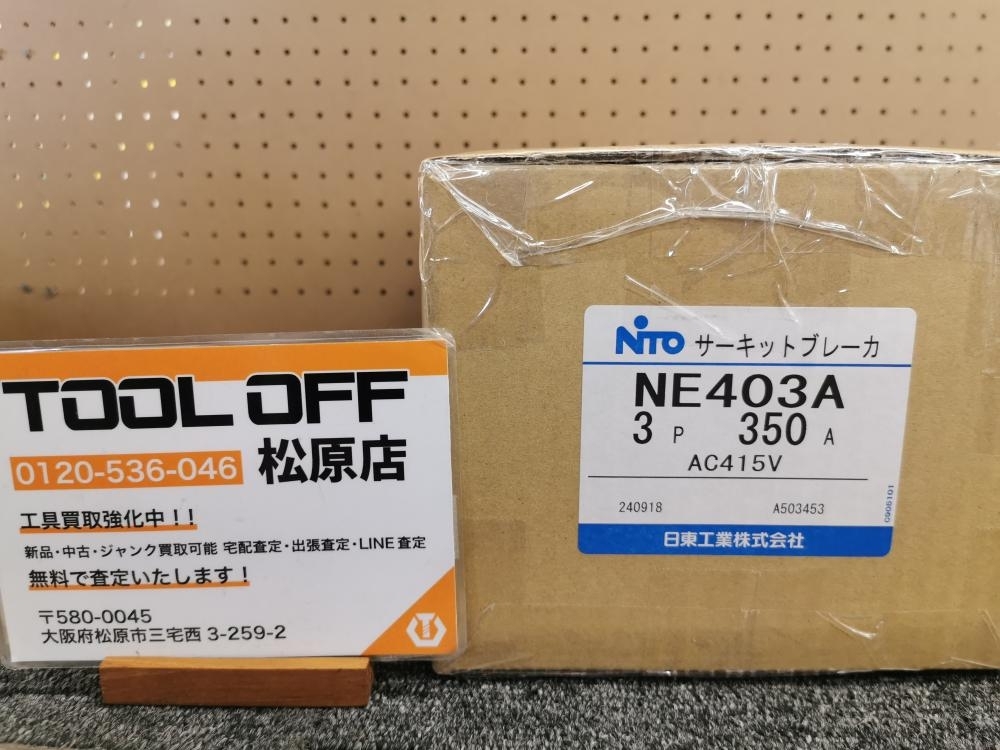 TOOL OFF
0120-536-046 松原店
工具買取強化中!!
新品・中古・ジャンク買取可能 宅配査定・出張査定・LINE査定
無料で査定いたします!
〒580-0045
大阪府松原市三宅西 3-259-2
NITO サーキットブレーカ
NE403A
3 P 350 A
AC415V
240918 A503453
日東工業株式会社